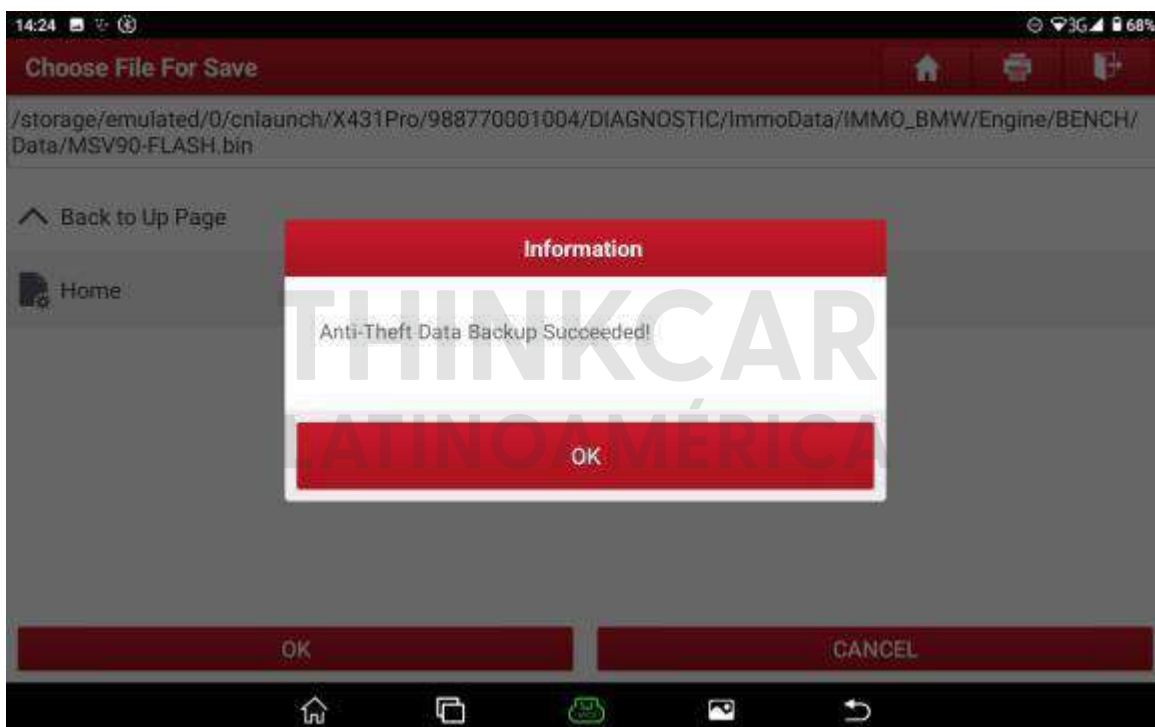 14:24
3G 68%
Choose File For Save
/storage/emulated/0/cnlaunch/X431Pro/988770001004/DIAGNOSTIC/ImmoData/IMMO_BMW/Engine/BENCH/
Data/MSV90-FLASH.bin
Back to Up Page
Information
Home
THINKCAR
Anti-Theft Data Backup Succeeded!
LATINOAMÉRICA
OK
OK
CANCEL